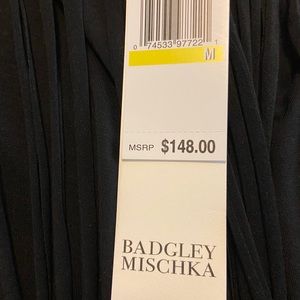 0 74533 97722 1
M
MSRP $148.00
BADGLEY
MISCHKA